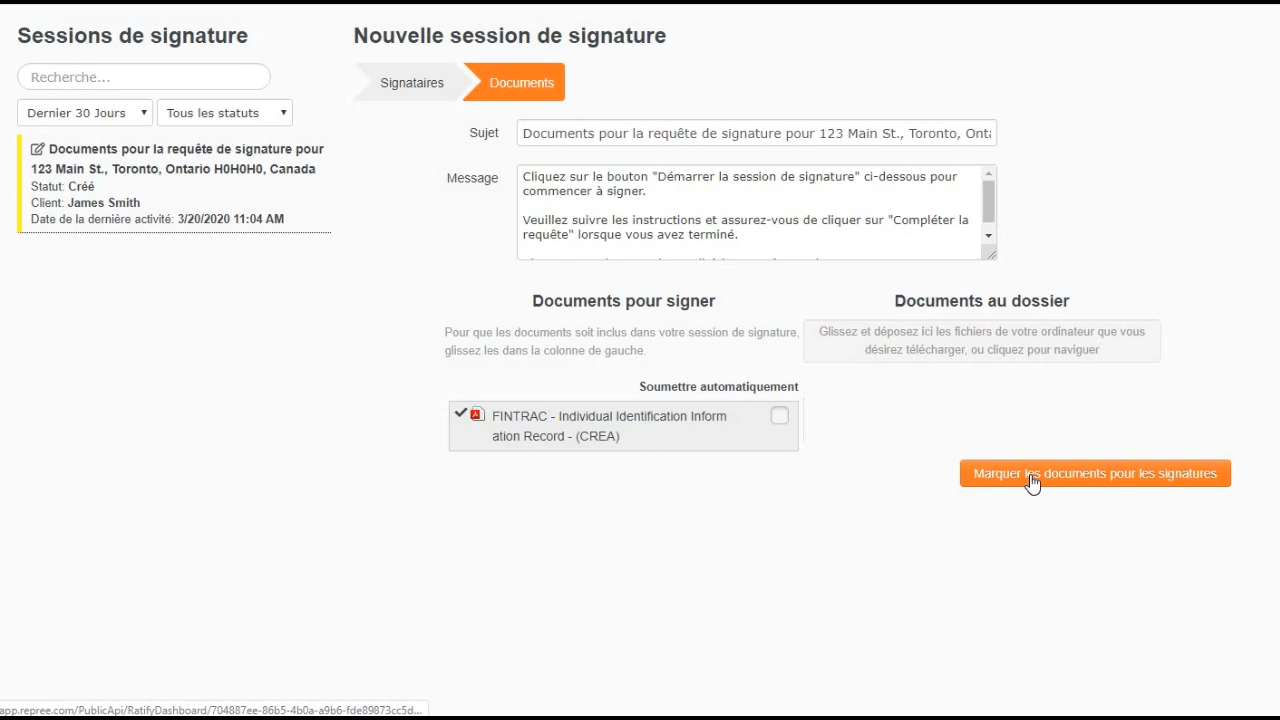 Sessions de signature
Recherche...
Dernier 30 Jours
Tous les statuts
Documents pour la requête de signature pour
123 Main St., Toronto, Ontario H0H0H0, Canada
Statut: Créé
Client: James Smith
Date de la dernière activité: 3/20/2020 11:04 AM
Nouvelle session de signature
Signataires
Documents
Sujet
Documents pour la requête de signature pour 123 Main St., Toronto, Onta
Message
Cliquez sur le bouton "Démarrer la session de signature" ci-dessous pour
commencer à signer.
Veuillez suivre les instructions et assurez-vous de cliquer sur "Compléter la
requête" lorsque vous avez terminé.
Documents pour signer
Pour que les documents soit inclus dans votre session de signature,
glissez les dans la colonne de gauche.
Documents au dossier
Glissez et déposez ici les fichiers de votre ordinateur que vous
désirez télécharger, ou cliquez pour naviguer
Soumettre automatiquement
FINTRAC - Individual Identification Inform
ation Record - (CREA)
Marquer les documents pour les signatures
app.repree.com/PublicApi/RatifyDashboard/704887ee-86b5-4b0a-a9b6-fde89873cc5d...